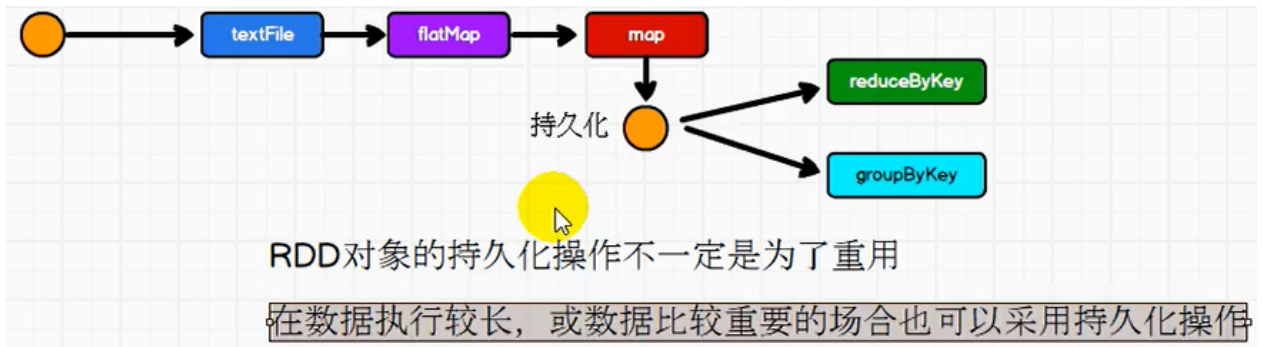 textFile
flatMap
map
reduceByKey
持久化
groupByKey
RDD对象的持久化操作不一定是为了重用
在数据执行较长，或数据比较重要的场合也可以采用持久化操作